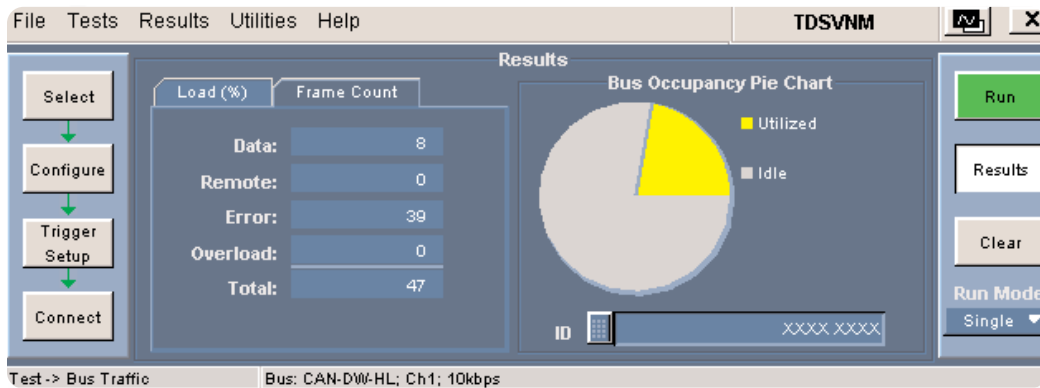 File Tests Results Utilities Help TDSVNM X
Results
Select
Configure
Trigger
Setup
Connect
Load (%) Frame Count
Data: 8
Remote: 0
Error: 39
Overload: 0
Total: 47
Bus Occupancy Pie Chart
Utilized
Idle
ID XXXX XXXX
Run
Results
Clear
Run Mode
Single
Test -> Bus Traffic Bus: CAN-DW-HL; Ch1; 10kbps